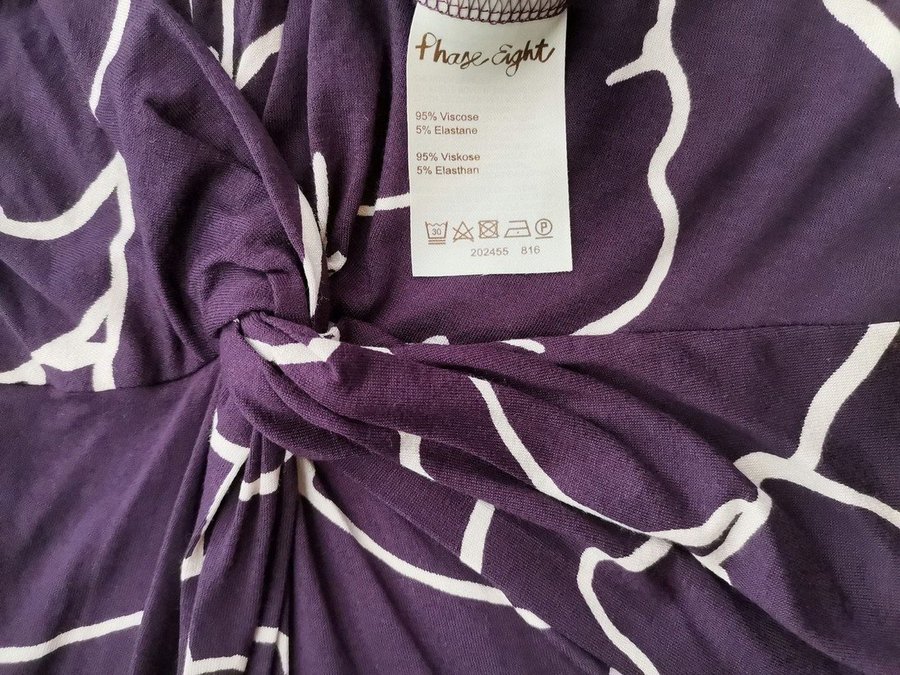 Phase Eight
95% Viscose
5% Elastane
95% Viskose
5% Elasthan
30 P
202455 816